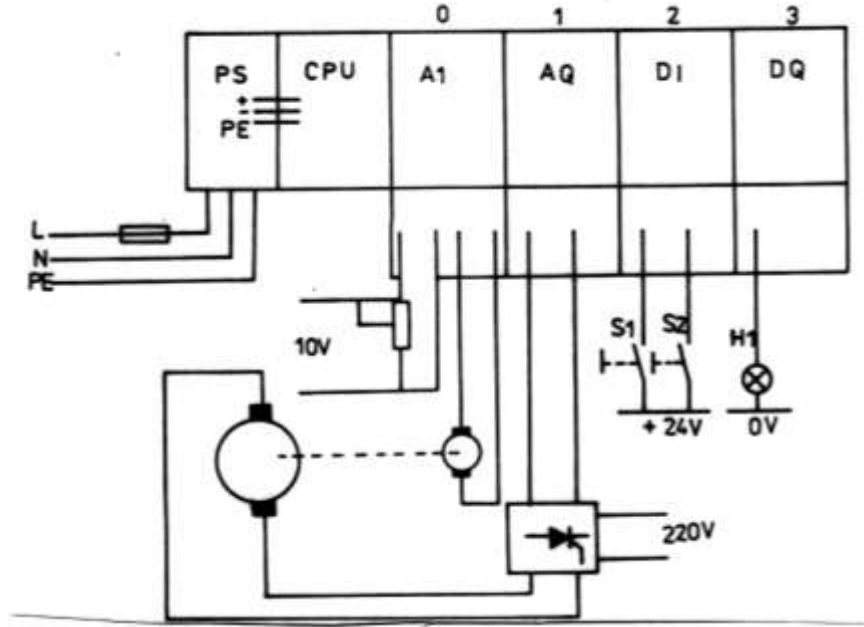 0 1 2 3
PS CPU A1 AQ DI DQ
+
-
PE
L
N
PE
S1 S2 H1
10V
+ 24V 0V
220V